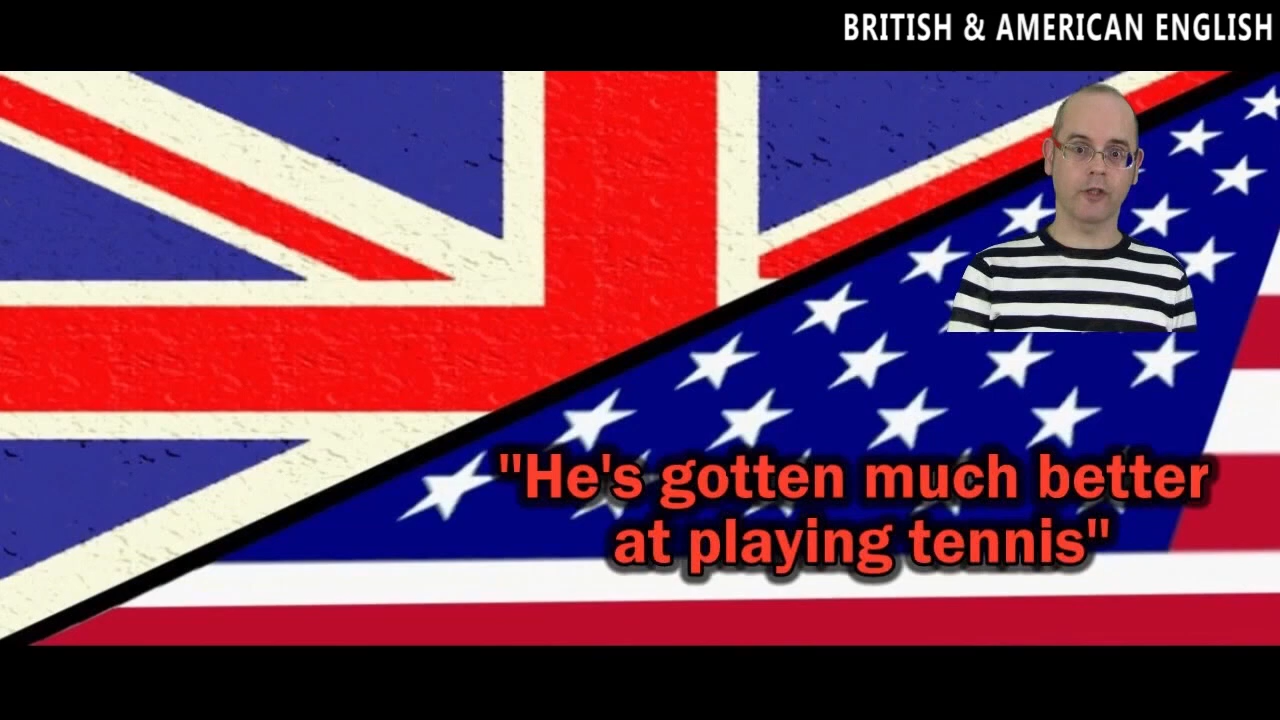 BRITISH & AMERICAN ENGLISH
"He's gotten much better
at playing tennis"